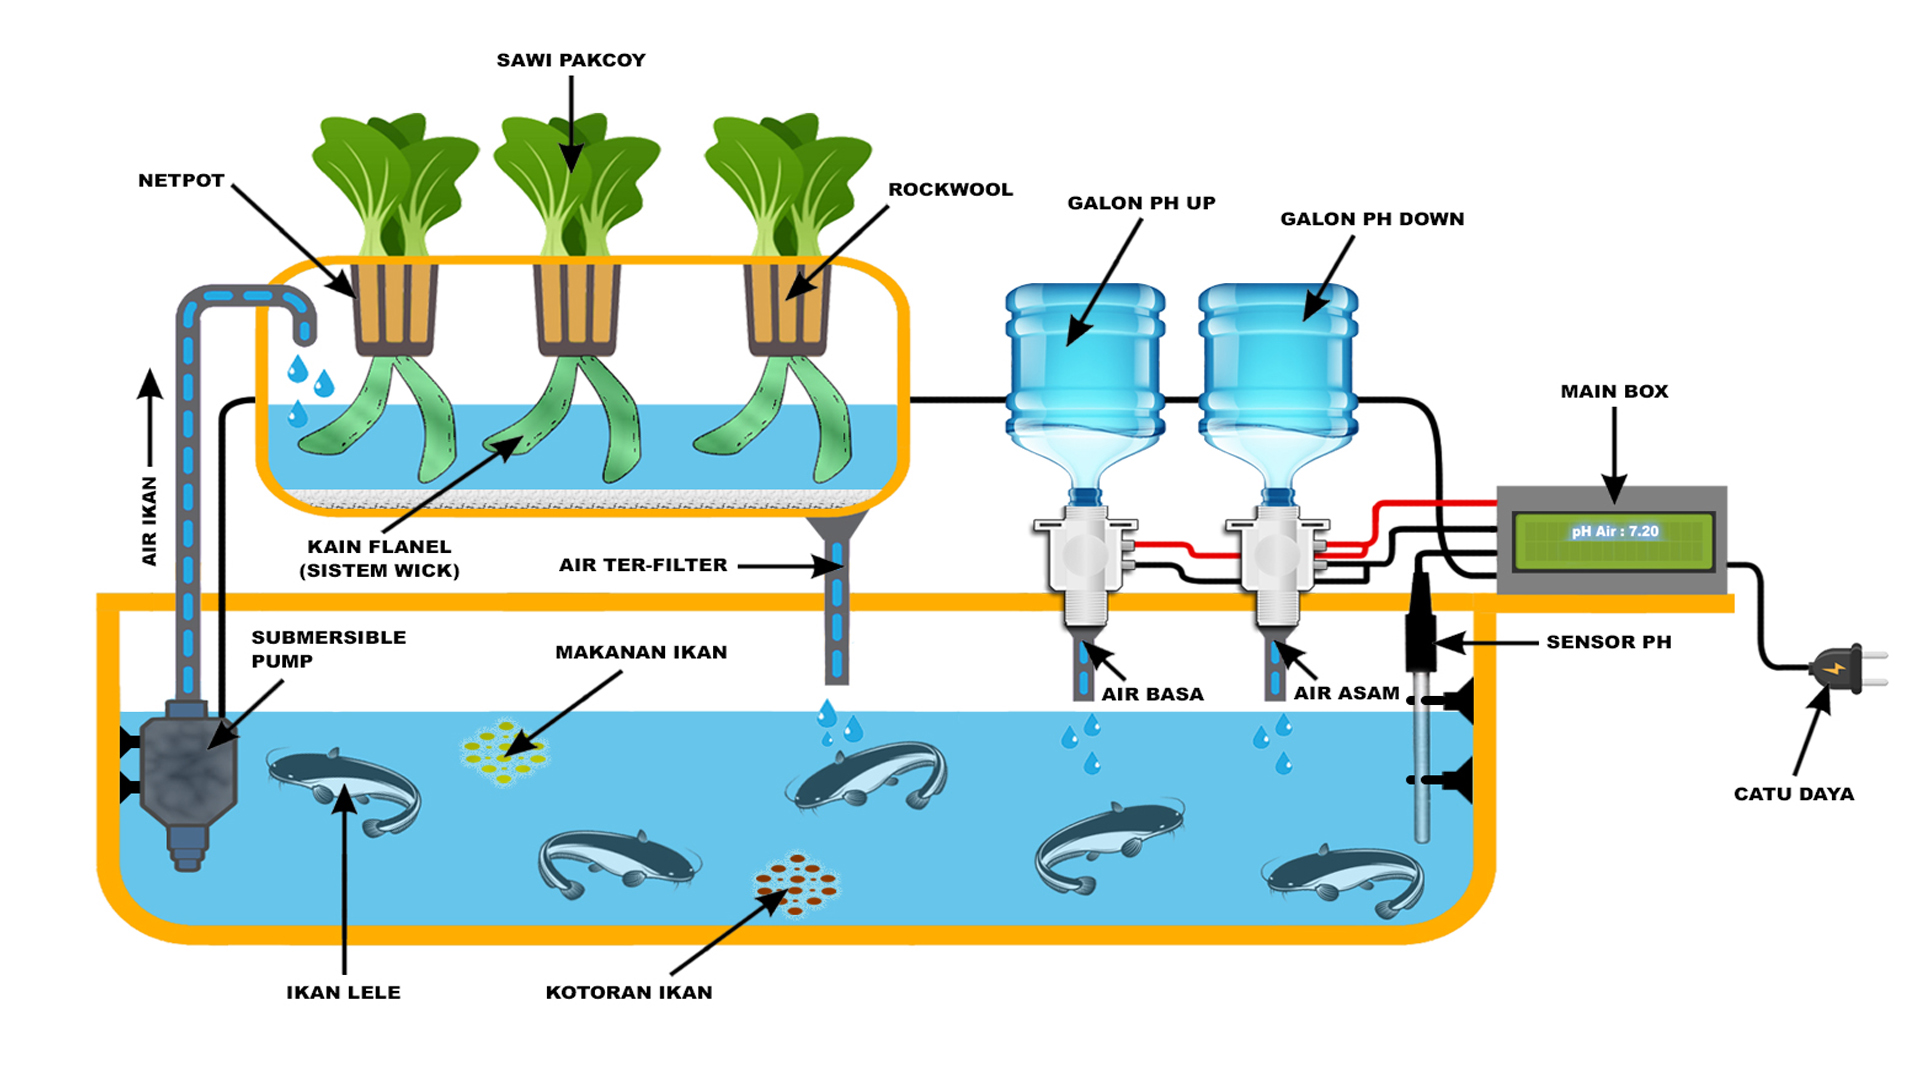 SAWI PAKCOY
NETPOT
ROCKWOOL
GALON PH UP
GALON PH DOWN
MAIN BOX
pH Air : 7.20
AIR IKAN
KAIN FLANEL
(SISTEM WICK)
AIR TER-FILTER
SUBMERSIBLE
PUMP
MAKANAN IKAN
SENSOR PH
AIR BASA
AIR ASAM
CATU DAYA
IKAN LELE
KOTORAN IKAN